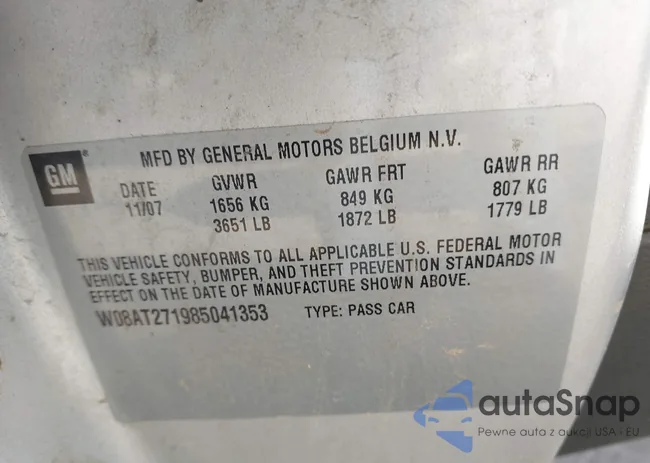 GM®
MFD BY GENERAL MOTORS BELGIUM N.V.
DATE GVWR GAWR FRT GAWR RR
11/07 1656 KG 849 KG 807 KG
3651 LB 1872 LB 1779 LB
THIS VEHICLE CONFORMS TO ALL APPLICABLE U.S. FEDERAL MOTOR
VEHICLE SAFETY, BUMPER, AND THEFT PREVENTION STANDARDS IN
EFFECT ON THE DATE OF MANUFACTURE SHOWN ABOVE.
W08AT271985041353 TYPE: PASS CAR
autoSnap
Pewne auta z aukcji USA - EU